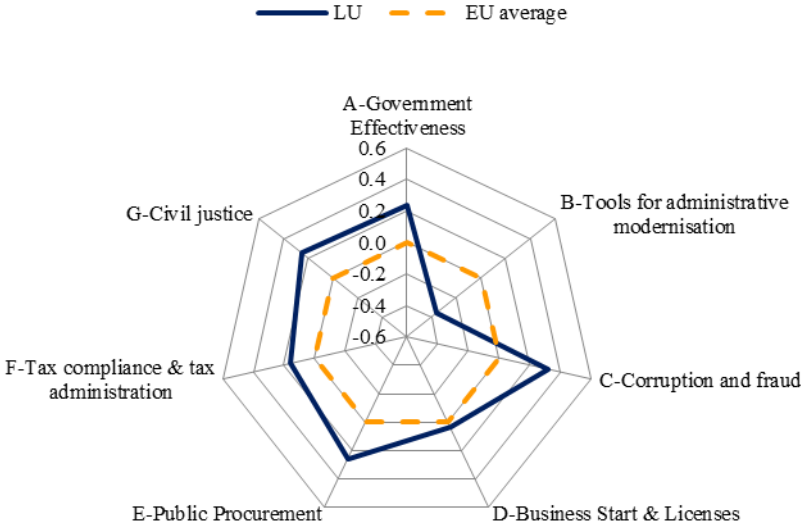 LU
EU average
A-Government
Effectiveness
0.6
0.4
0.2
0.0
-0.2
-0.4
-0.6
B-Tools for administrative
modernisation
C-Corruption and fraud
D-Business Start & Licenses
E-Public Procurement
F-Tax compliance & tax
administration
G-Civil justice